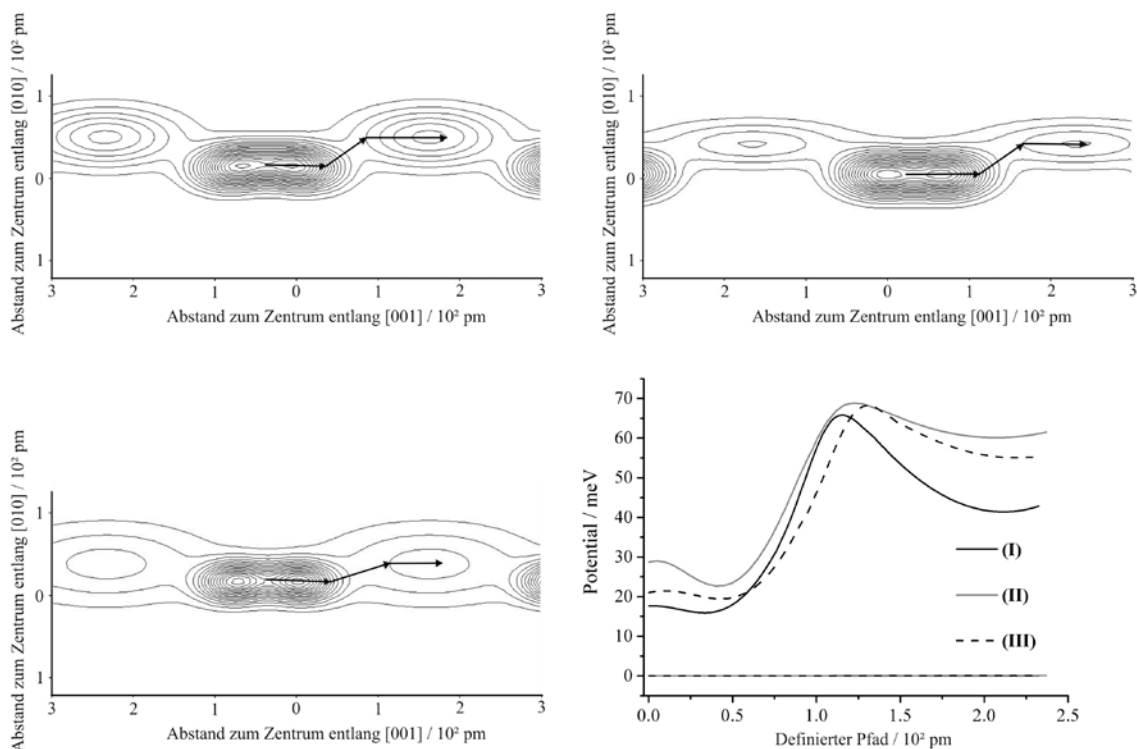 Abstand zum Zentrum entlang [010] / 10² pm
1
0
1
3 2 1 0 1 2 3
Abstand zum Zentrum entlang [001] / 10² pm
Abstand zum Zentrum entlang [010] / 10² pm
1
0
1
3 2 1 0 1 2 3
Abstand zum Zentrum entlang [001] / 10² pm
Abstand zum Zentrum entlang [010] / 10² pm
1
0
1
3 2 1 0 1 2 3
Abstand zum Zentrum entlang [001] / 10² pm
Potential / meV
70
60
50
40
30
20
10
0
(I)
(II)
(III)
0.0 0.5 1.0 1.5 2.0 2.5
Definierter Pfad / 10² pm